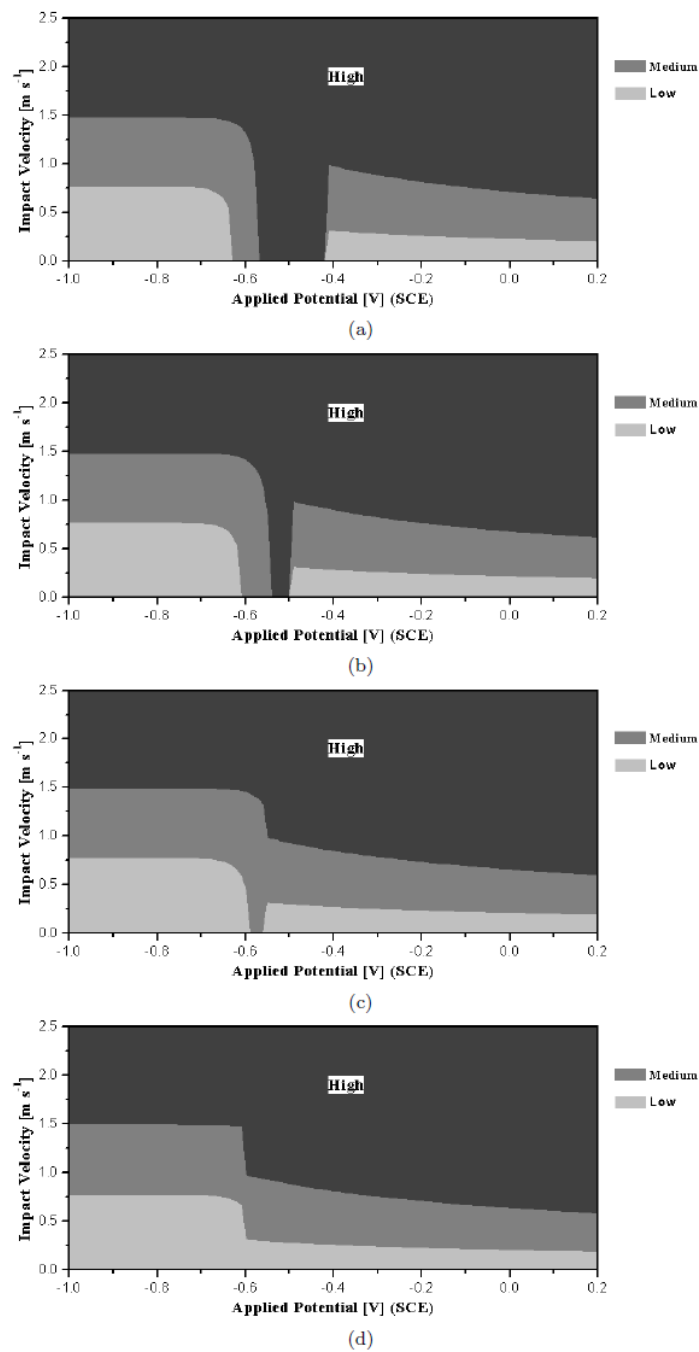 2.5
2.0
1.5
1.0
0.5
0.0
Impact Velocity [m s-1]
High
Medium
Low
-1.0 -0.8 -0.6 -0.4 -0.2 0.0 0.2
Applied Potential [V] (SCE)
(a)
2.5
2.0
1.5
1.0
0.5
0.0
Impact Velocity [m s-1]
High
Medium
Low
-1.0 -0.8 -0.6 -0.4 -0.2 0.0 0.2
Applied Potential [V] (SCE)
(b)
2.5
2.0
1.5
1.0
0.5
0.0
Impact Velocity [m s-1]
High
Medium
Low
-1.0 -0.8 -0.6 -0.4 -0.2 0.0 0.2
Applied Potential [V] (SCE)
(c)
2.5
2.0
1.5
1.0
0.5
0.0
Impact Velocity [m s-1]
High
Medium
Low
-1.0 -0.8 -0.6 -0.4 -0.2 0.0 0.2
Applied Potential [V] (SCE)
(d)